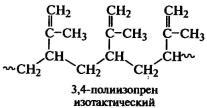 CH₂ CH₂ CH₂
C–CH₃ C–CH₃ C–CH₃
CH CH CH
CH₂ CH₂ CH₂
3,4-полиизопрен
изотактический